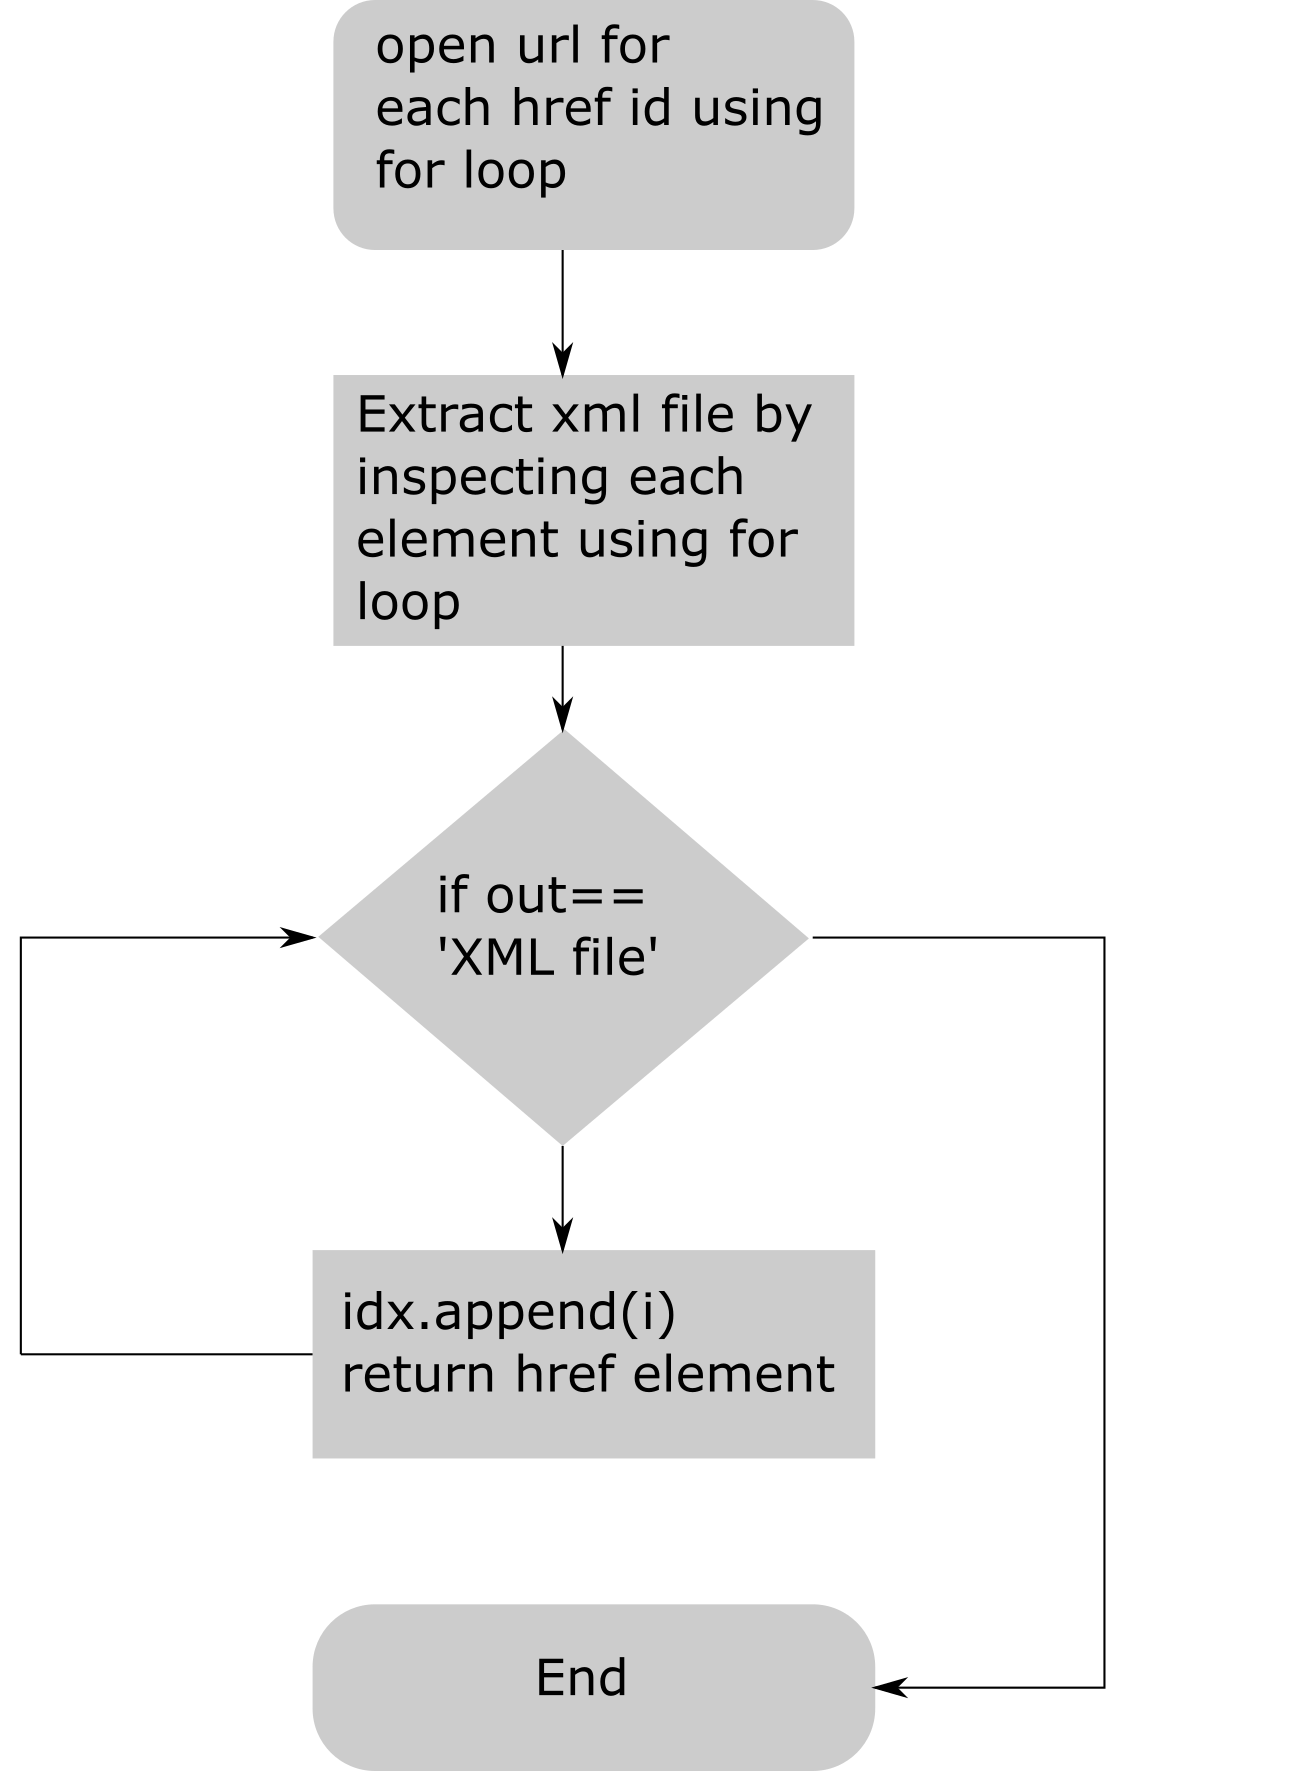 open url for
each href id using
for loop
Extract xml file by
inspecting each
element using for
loop
if out==
'XML file'
idx.append(i)
return href element
End